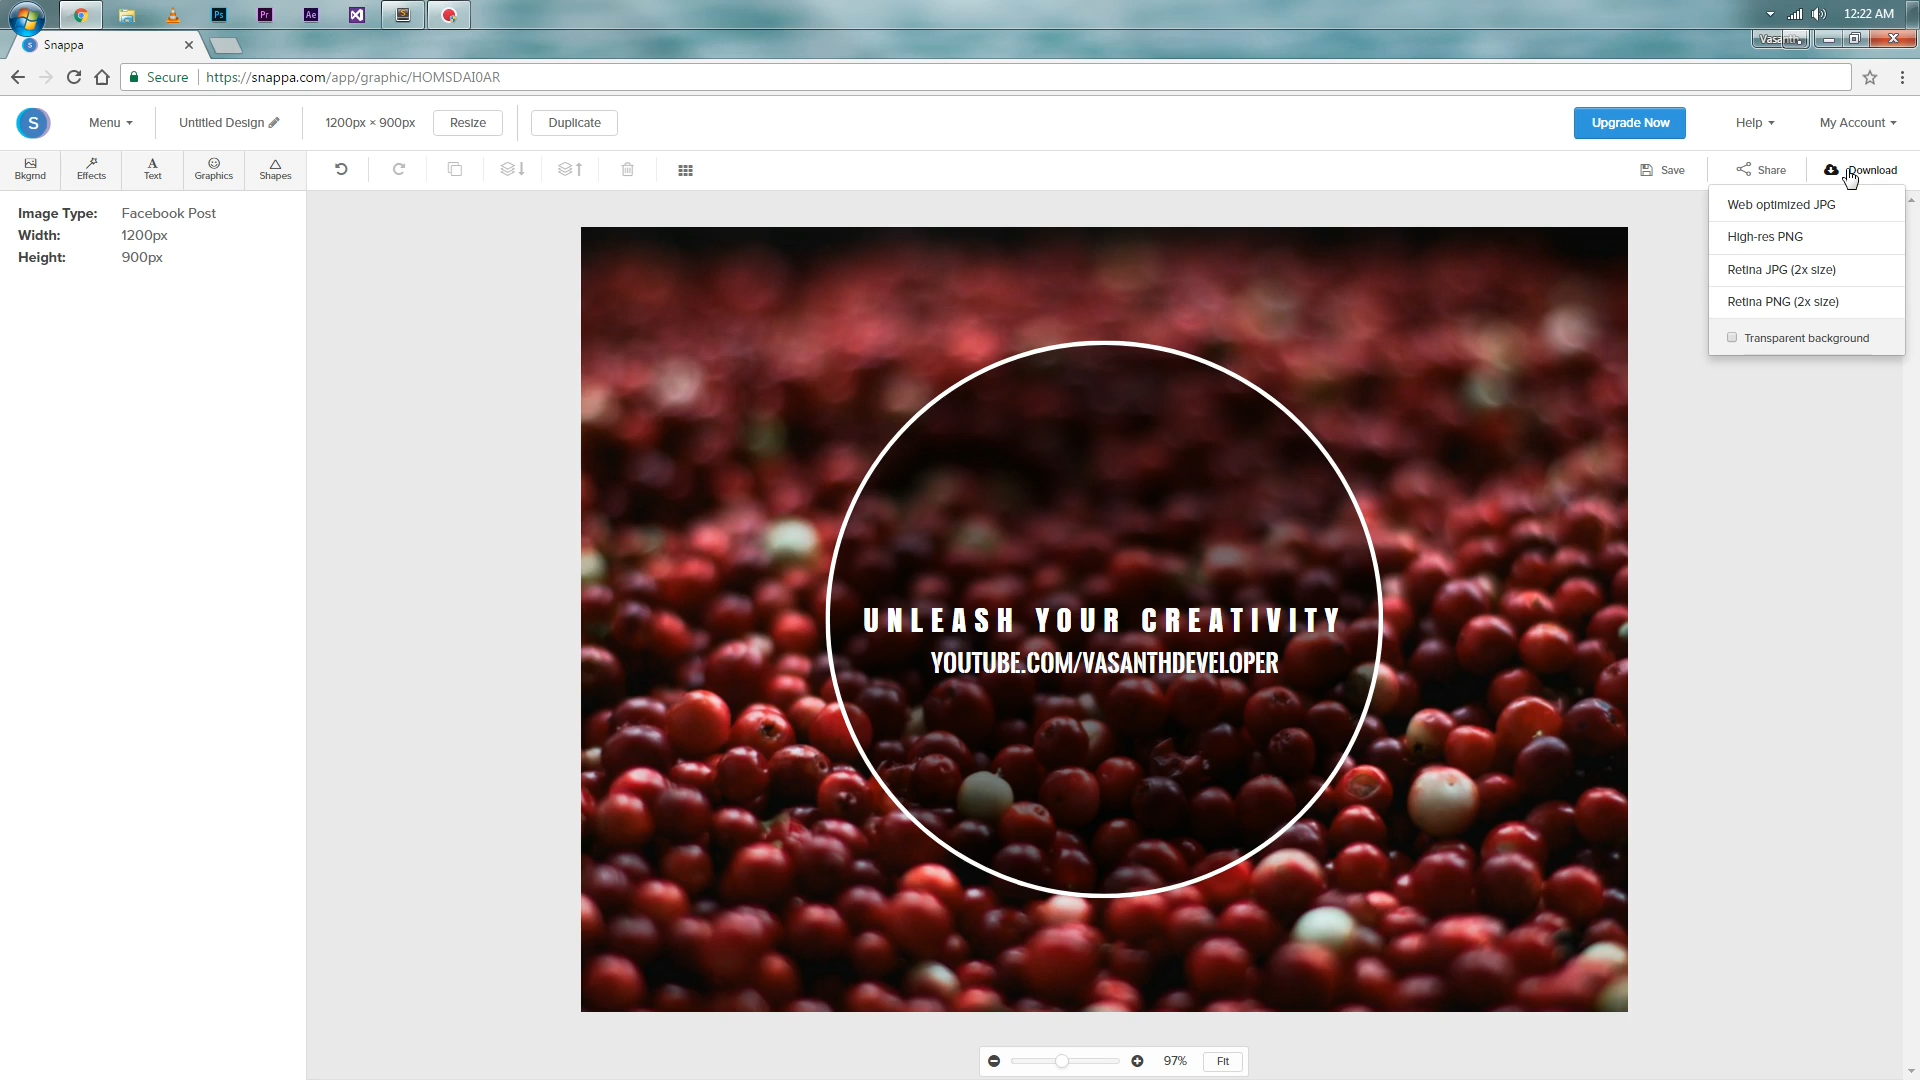 Ps
Pr
Ae
12:22 AM
Snappa
Secure
https://snappa.com/app/graphic/HOMSDAI0AR
S
Menu
Untitled Design
1200px × 900px
Resize
Duplicate
Upgrade Now
Help
My Account
Bkgrnd
Effects
Text
Graphics
Shapes
Save
Share
Download
Image Type: Facebook Post
Width: 1200px
Height: 900px
Web optimized JPG
High-res PNG
Retina JPG (2x size)
Retina PNG (2x size)
Transparent background
UNLEASH YOUR CREATIVITY
YOUTUBE.COM/VASANTHDEVELOPER
97%
Fit